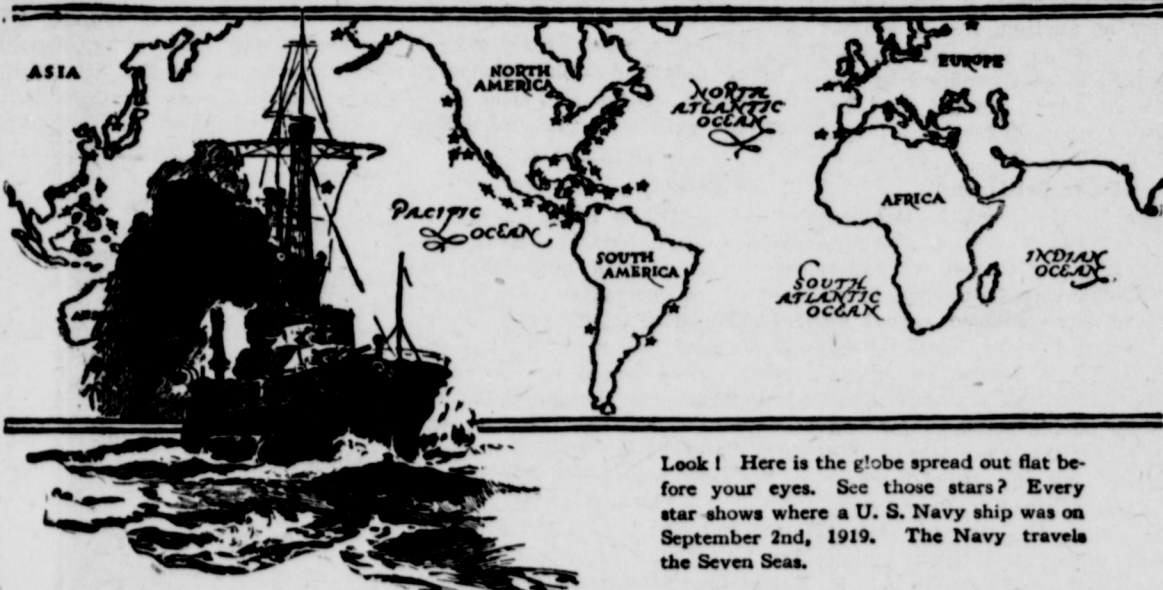 ASIA
NORTH
AMERICA
NORTH
ATLANTIC
OCEAN
EUROPE
PACIFIC
OCEAN
AFRICA
SOUTH
AMERICA
INDIAN
OCEAN
SOUTH
ATLANTIC
OCEAN
Look! Here is the globe spread out flat be-
fore your eyes. See those stars? Every
star shows where a U. S. Navy ship was on
September 2nd, 1919. The Navy travels
the Seven Seas.